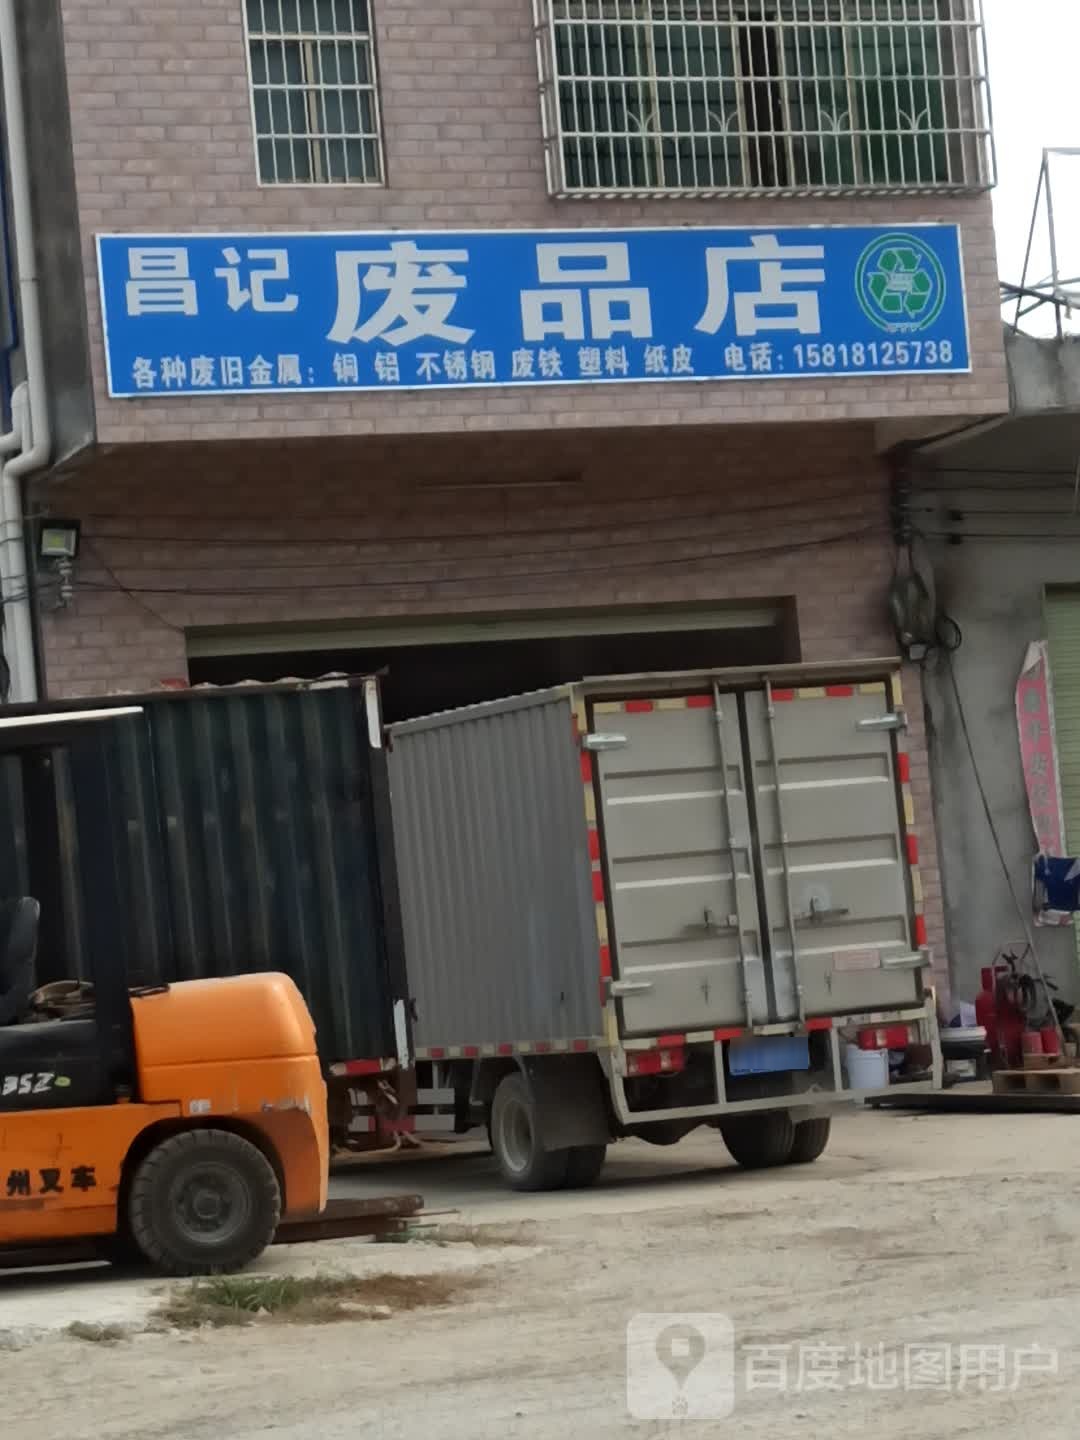 昌记 废品店
各种废旧金属：铜 铝 不锈钢 废铁 塑料 纸皮 电话：15818125738
35Z
州叉车
百度地图用户